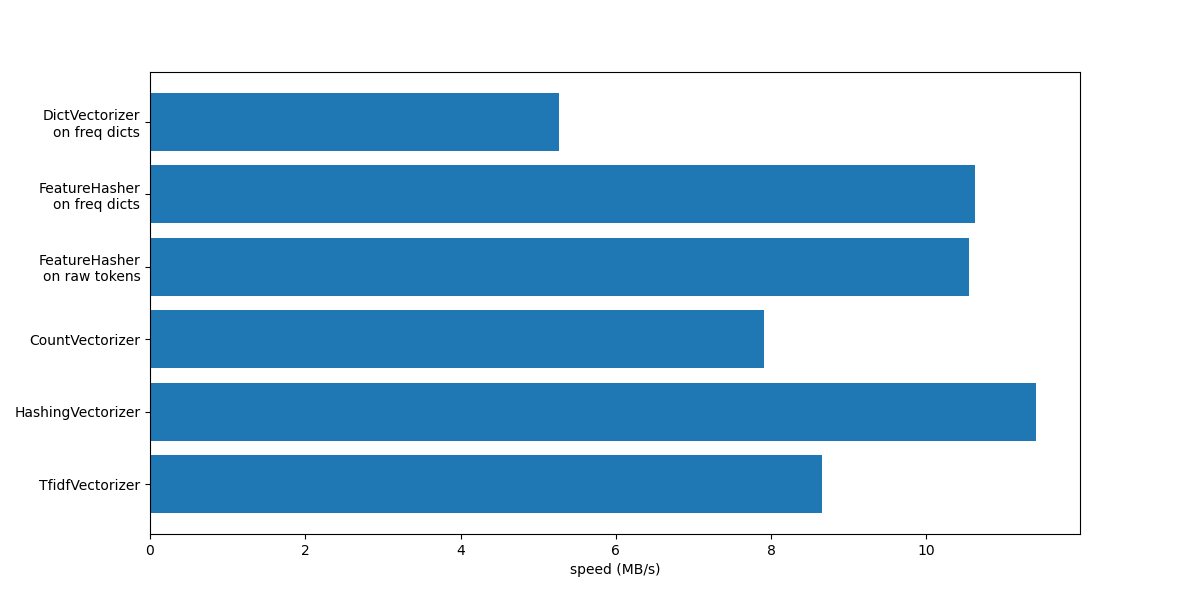 DictVectorizer
on freq dicts
FeatureHasher
on freq dicts
FeatureHasher
on raw tokens
CountVectorizer
HashingVectorizer
TfidfVectorizer
0 2 4 6 8 10
speed (MB/s)